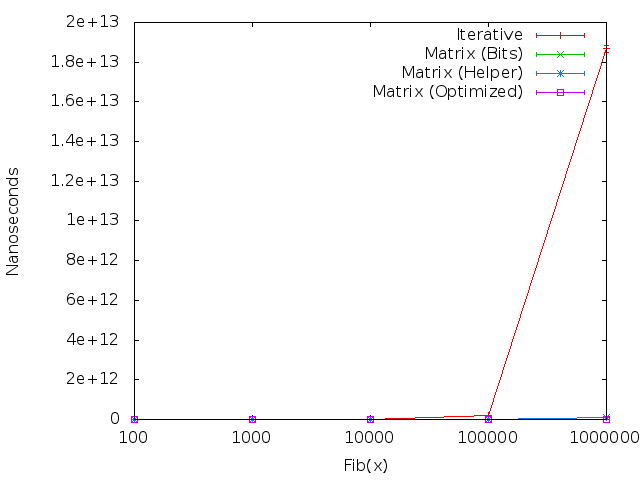 2e+13
1.8e+13
1.6e+13
1.4e+13
1.2e+13
1e+13
8e+12
6e+12
4e+12
2e+12
0
Nanoseconds
Iterative
Matrix (Bits)
Matrix (Helper)
Matrix (Optimized)
100 1000 10000 100000 1000000
Fib(x)